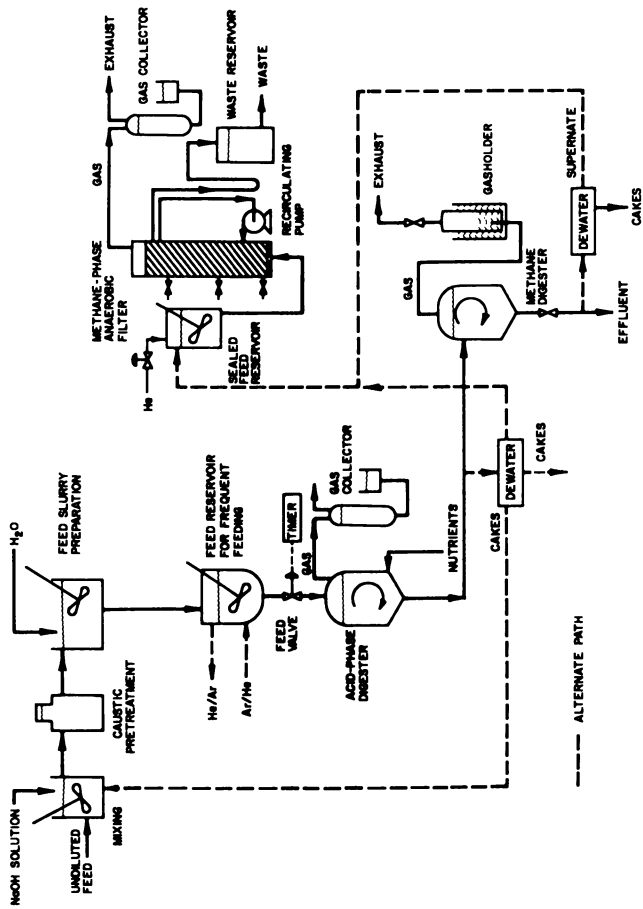 NaOH SOLUTION
UNDILUTED
FEED
MIXING
CAUSTIC
PRETREATMENT
H₂O
FEED SLURRY
PREPARATION
He/Ar
Ar/He
FEED RESERVOIR
FOR FREQUENT
FEEDING
FEED
VALVE
TIMER
GAS
GAS
COLLECTOR
ACID-PHASE
DIGESTER
NUTRIENTS
CAKES
DEWATER
CAKES
He
SEALED
FEED
RESERVOIR
METHANE-PHASE
ANAEROBIC
FILTER
GAS
EXHAUST
GAS COLLECTOR
WASTE RESERVOIR
WASTE
RECIRCULATING
PUMP
GAS
METHANE
DIGESTER
EXHAUST
GASHOLDER
EFFLUENT
DEWATER
SUPERNATE
CAKES
ALTERNATE PATH